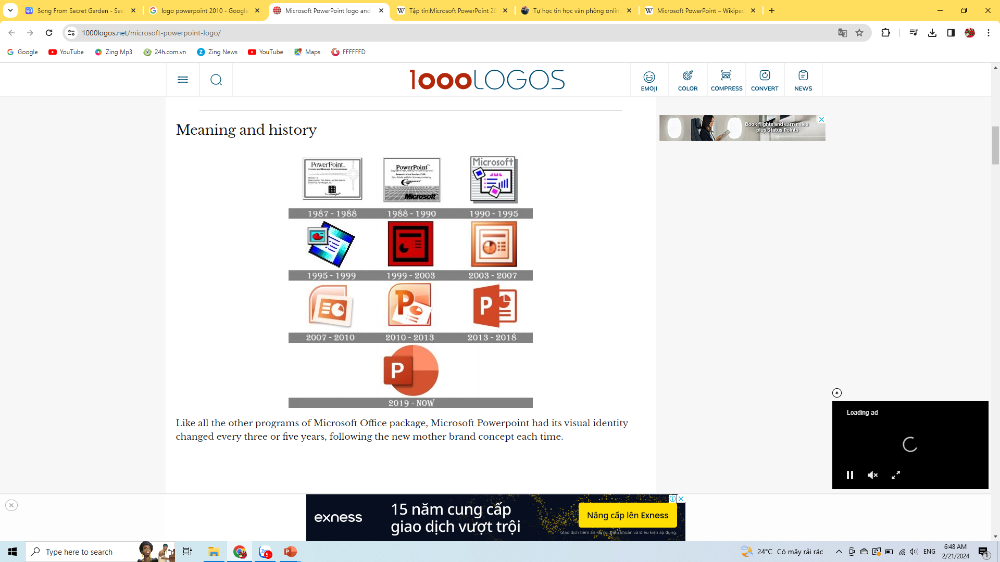 Song From Secret Garden - Sec
logo powerpoint 2010 - Google
Microsoft PowerPoint logo and
Tập tin:Microsoft PowerPoint 20
Tự học tin học văn phòng onlin
Microsoft PowerPoint – Wikiped
1000logos.net/microsoft-powerpoint-logo/
Google
YouTube
Zing Mp3
24h.com.vn
Zing News
YouTube
Maps
FFFFFFD
1000LOGOS
EMOJI
COLOR
COMPRESS
CONVERT
NEWS
Meaning and history
Book flights and earn miles
plus Status Points
PowerPoint
Create and Manage Presentations
PowerPoint™
Microsoft
Microsoft
1987 - 1988
1988 - 1990
1990 - 1995
1995 - 1999
1999 - 2003
2003 - 2007
P
P
2007 - 2010
2010 - 2013
2013 - 2018
P
2019 - NOW
Like all the other programs of Microsoft Office package, Microsoft Powerpoint had its visual identity
changed every three or five years, following the new mother brand concept each time.
Loading ad
exness
15 năm cung cấp
giao dịch vượt trội
Nâng cấp lên Exness
Giao dịch tiềm ẩn rủi ro. Điều khoản và Điều kiện áp dụng.
Type here to search
5+
24°C Có mây rải rác
ENG
6:48 AM
2/21/2024
1